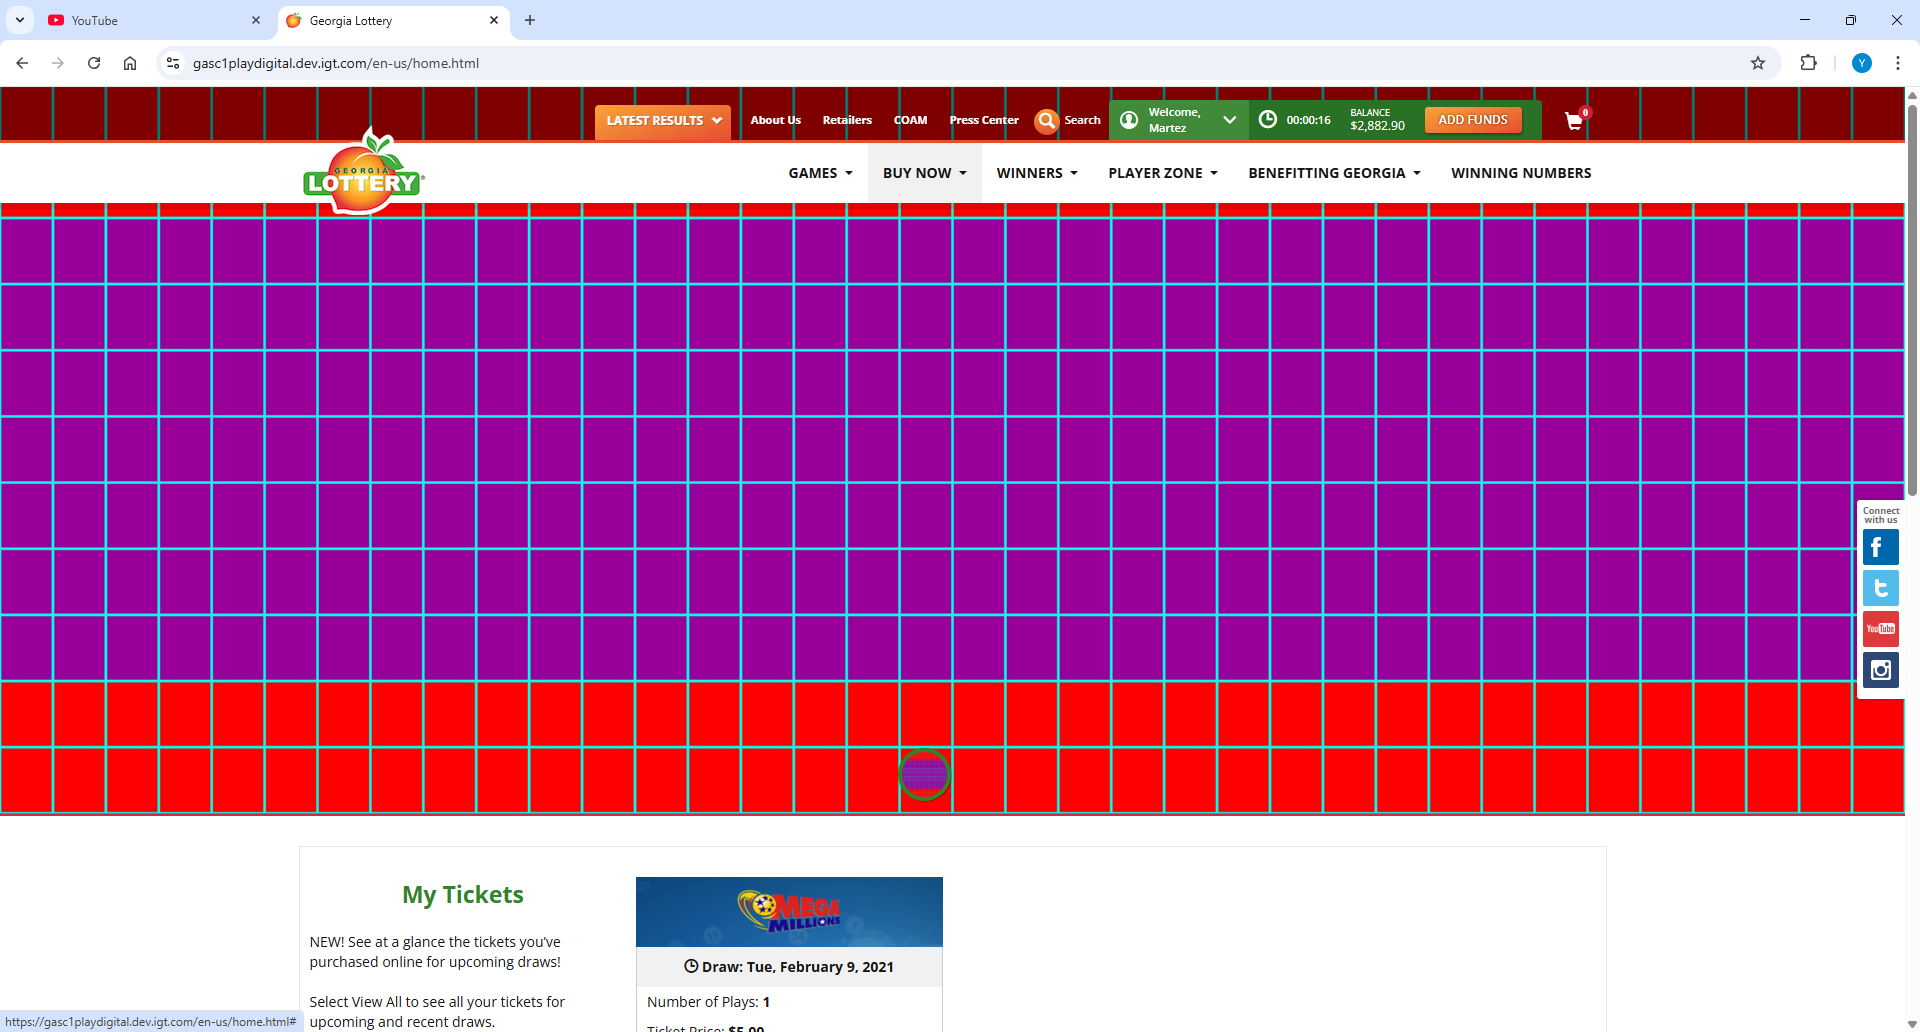 YouTube
Georgia Lottery
gasc1playdigital.dev.igt.com/en-us/home.html
Y
LATEST RESULTS
About Us
Retailers
COAM
Press Center
Search
Welcome,
Martez
00:00:16
BALANCE
$2,882.90
ADD FUNDS
0
GEORGIA
LOTTERY
GAMES
BUY NOW
WINNERS
PLAYER ZONE
BENEFITTING GEORGIA
WINNING NUMBERS
Connect
with us
f
t
YouTube
My Tickets
NEW! See at a glance the tickets you’ve
purchased online for upcoming draws!
Select View All to see all your tickets for
upcoming and recent draws.
MEGA
MILLIONS
Draw: Tue, February 9, 2021
Number of Plays: 1
Ticket Price: $5.00
https://gasc1playdigital.dev.igt.com/en-us/home.html#